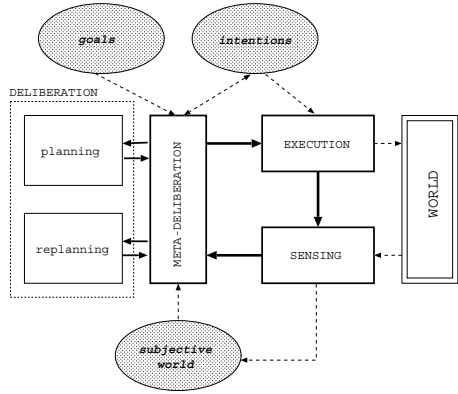 goals
intentions
DELIBERATION
planning
META-DELIBERATION
EXECUTION
WORLD
replanning
SENSING
subjective
world